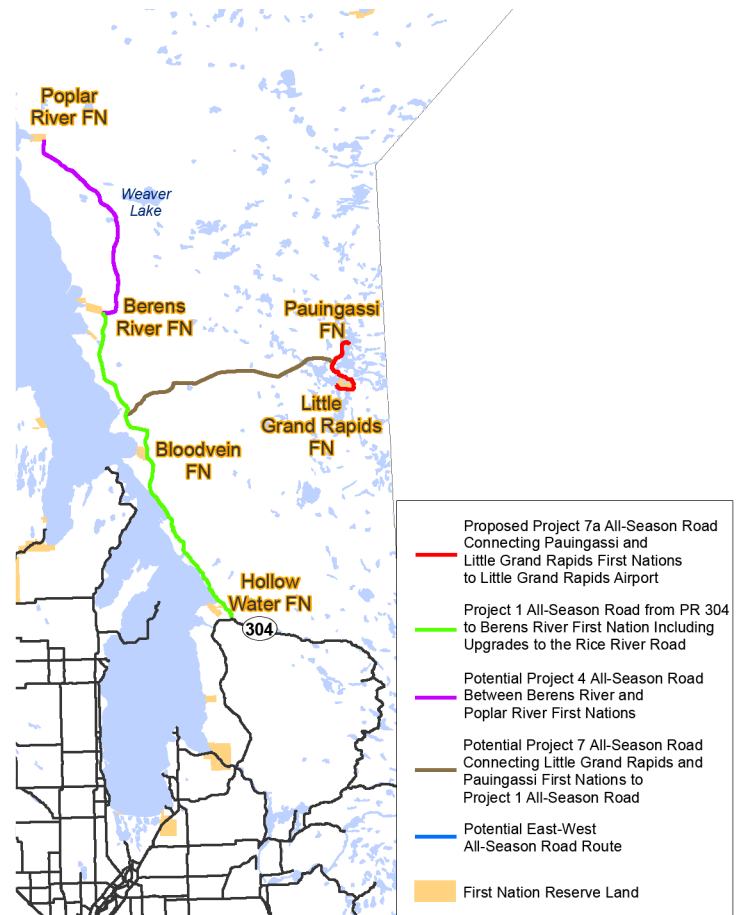 Poplar
River FN
Weaver
Lake
Berens
River FN
Pauingassi
FN
Little
Grand Rapids
FN
Bloodvein
FN
Hollow
Water FN
304
Proposed Project 7a All-Season Road
Connecting Pauingassi and
Little Grand Rapids First Nations
to Little Grand Rapids Airport
Project 1 All-Season Road from PR 304
to Berens River First Nation Including
Upgrades to the Rice River Road
Potential Project 4 All-Season Road
Between Berens River and
Poplar River First Nations
Potential Project 7 All-Season Road
Connecting Little Grand Rapids and
Pauingassi First Nations to
Project 1 All-Season Road
Potential East-West
All-Season Road Route
First Nation Reserve Land